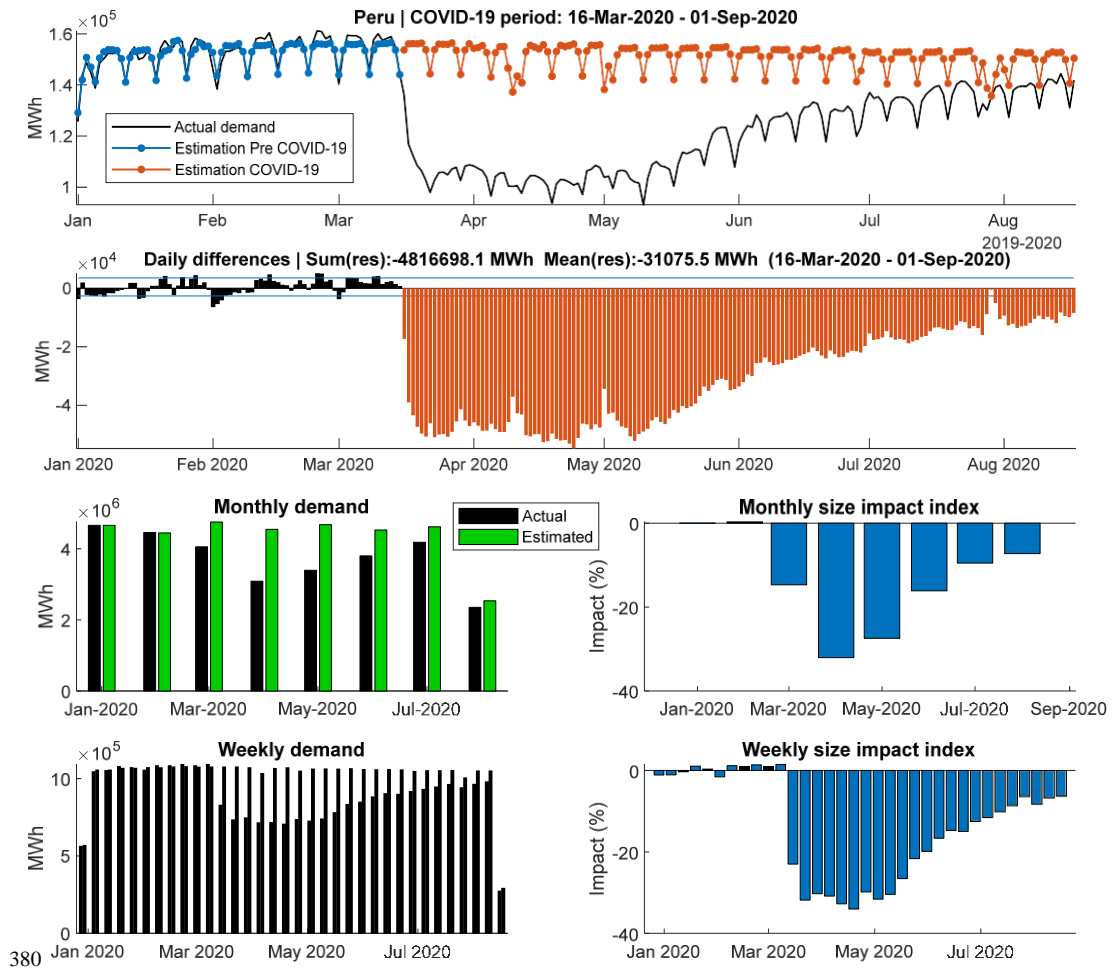 Peru | COVID-19 period: 16-Mar-2020 - 01-Sep-2020
×10^5
1.6
1.4
1.2
1
MWh
Actual demand
Estimation Pre COVID-19
Estimation COVID-19
Jan Feb Mar Apr May Jun Jul Aug
2019-2020
Daily differences | Sum(res):-4816698.1 MWh Mean(res):-31075.5 MWh (16-Mar-2020 - 01-Sep-2020)
×10^4
0
-2
-4
MWh
Jan 2020 Feb 2020 Mar 2020 Apr 2020 May 2020 Jun 2020 Jul 2020 Aug 2020
Monthly demand
×10^6
4
2
0
MWh
Actual
Estimated
Jan-2020 Mar-2020 May-2020 Jul-2020
Monthly size impact index
0
-20
-40
Impact (%)
Jan-2020 Mar-2020 May-2020 Jul-2020 Sep-2020
Weekly demand
×10^5
10
5
0
MWh
Jan 2020 Mar 2020 May 2020 Jul 2020
Weekly size impact index
0
-20
-40
Impact (%)
Jan 2020 Mar 2020 May 2020 Jul 2020
380